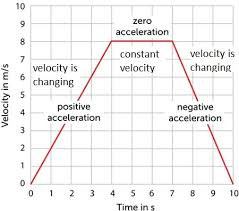 10
9
8
7
6
5
4
3
2
1
0
Velocity in m/s
zero
acceleration
velocity is
changing
constant
velocity
velocity is
changing
positive
acceleration
negative
acceleration
0 1 2 3 4 5 6 7 8 9 10
Time in s